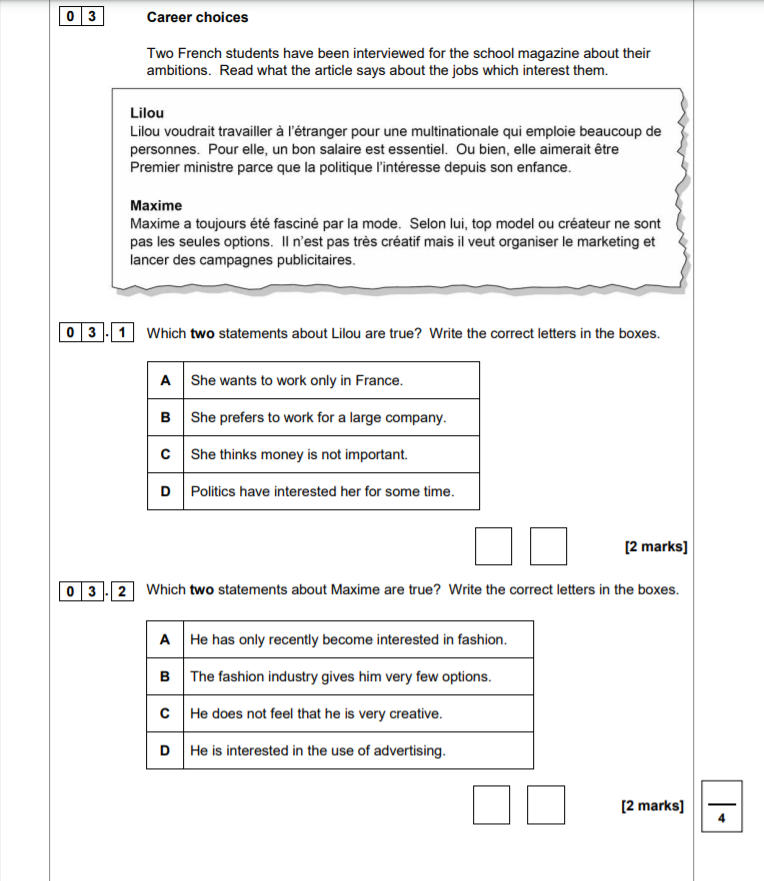 0 3 Career choices
Two French students have been interviewed for the school magazine about their
ambitions. Read what the article says about the jobs which interest them.
Lilou
Lilou voudrait travailler à l'étranger pour une multinationale qui emploie beaucoup de
personnes. Pour elle, un bon salaire est essentiel. Ou bien, elle aimerait être
Premier ministre parce que la politique l'intéresse depuis son enfance.
Maxime
Maxime a toujours été fasciné par la mode. Selon lui, top model ou créateur ne sont
pas les seules options. Il n'est pas très créatif mais il veut organiser le marketing et
lancer des campagnes publicitaires.
0 3 . 1 Which two statements about Lilou are true? Write the correct letters in the boxes.
A She wants to work only in France.
B She prefers to work for a large company.
C She thinks money is not important.
D Politics have interested her for some time.
[2 marks]
0 3 . 2 Which two statements about Maxime are true? Write the correct letters in the boxes.
A He has only recently become interested in fashion.
B The fashion industry gives him very few options.
C He does not feel that he is very creative.
D He is interested in the use of advertising.
[2 marks]
4